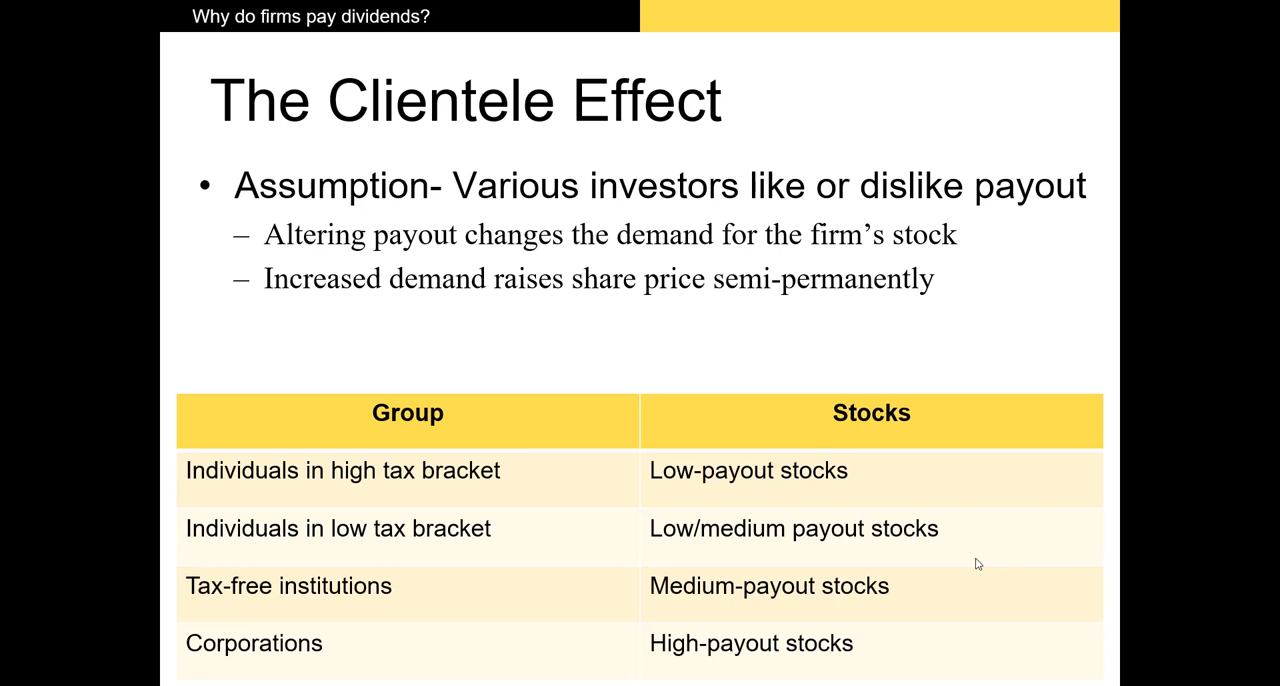 Why do firms pay dividends?
The Clientele Effect
• Assumption- Various investors like or dislike payout
– Altering payout changes the demand for the firm’s stock
– Increased demand raises share price semi-permanently
Group Stocks
Individuals in high tax bracket Low-payout stocks
Individuals in low tax bracket Low/medium payout stocks
Tax-free institutions Medium-payout stocks
Corporations High-payout stocks